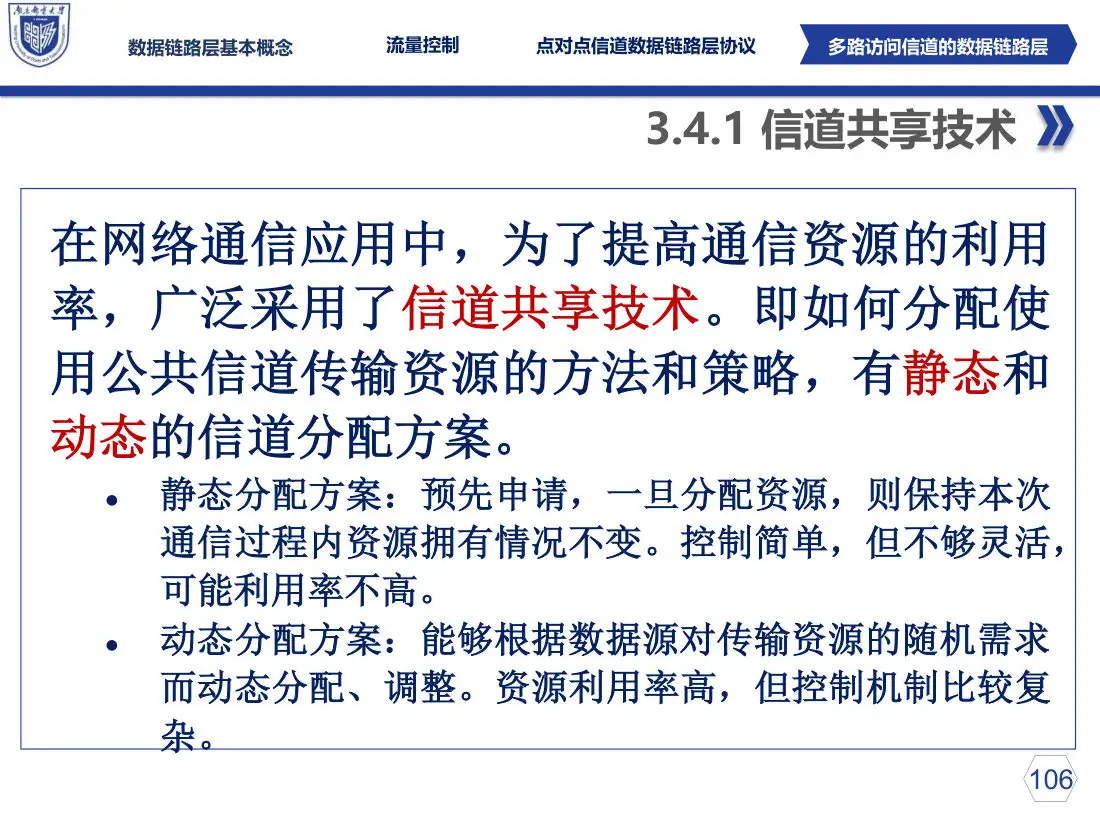 南京邮电大学
数据链路层基本概念
流量控制
点对点信道数据链路层协议
多路访问信道的数据链路层
3.4.1 信道共享技术
在网络通信应用中，为了提高通信资源的利用
率，广泛采用了信道共享技术。即如何分配使
用公共信道传输资源的方法和策略，有静态和
动态的信道分配方案。
• 静态分配方案：预先申请，一旦分配资源，则保持本次
通信过程内资源拥有情况不变。控制简单，但不够灵活，
可能利用率不高。
• 动态分配方案：能够根据数据源对传输资源的随机需求
而动态分配、调整。资源利用率高，但控制机制比较复
杂。
106